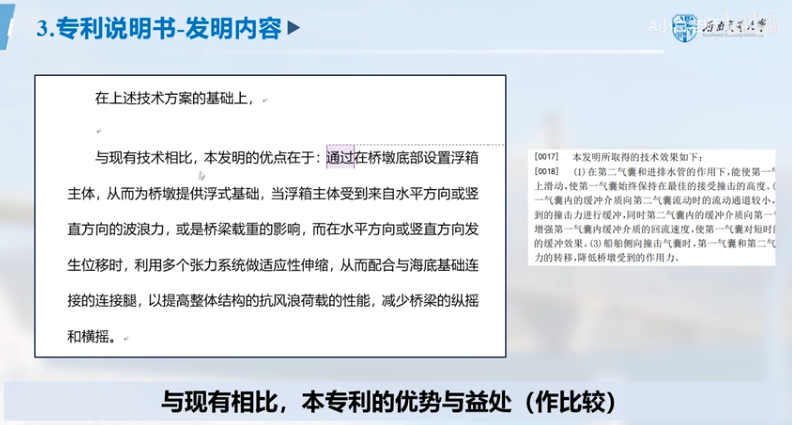 3.专利说明书-发明内容
西南交通大学
在上述技术方案的基础上，
与现有技术相比，本发明的优点在于：通过在桥墩底部设置浮箱
主体，从而为桥墩提供浮式基础，当浮箱主体受到来自水平方向或竖
直方向的波浪力，或是桥梁载重的影响，而在水平方向或竖直方向发
生位移时，利用多个张力系统做适应性伸缩，从而配合与海底基础连
接的连接腿，以提高整体结构的抗风浪荷载的性能，减少桥梁的纵摇
和横摇。
[0017] 本发明所取得的技术效果如下：
[0018] (1)在第二气囊和进排水管的作用下，能使第一
上滑动，使第一气囊始终保持在最佳的接受撞击的高度。
一气囊内的缓冲介质向第二气囊流动时的流动通道较小，
到的撞击力进行缓冲，同时第二气囊内的缓冲介质向第一
增强第一气囊内缓冲介质的回流速度，使第一气囊对短时
的缓冲效果。(3)船舶侧向撞击气囊时，第一气囊和第二气
力的转移，降低桥墩受到的作用力。
与现有相比，本专利的优势与益处（作比较）